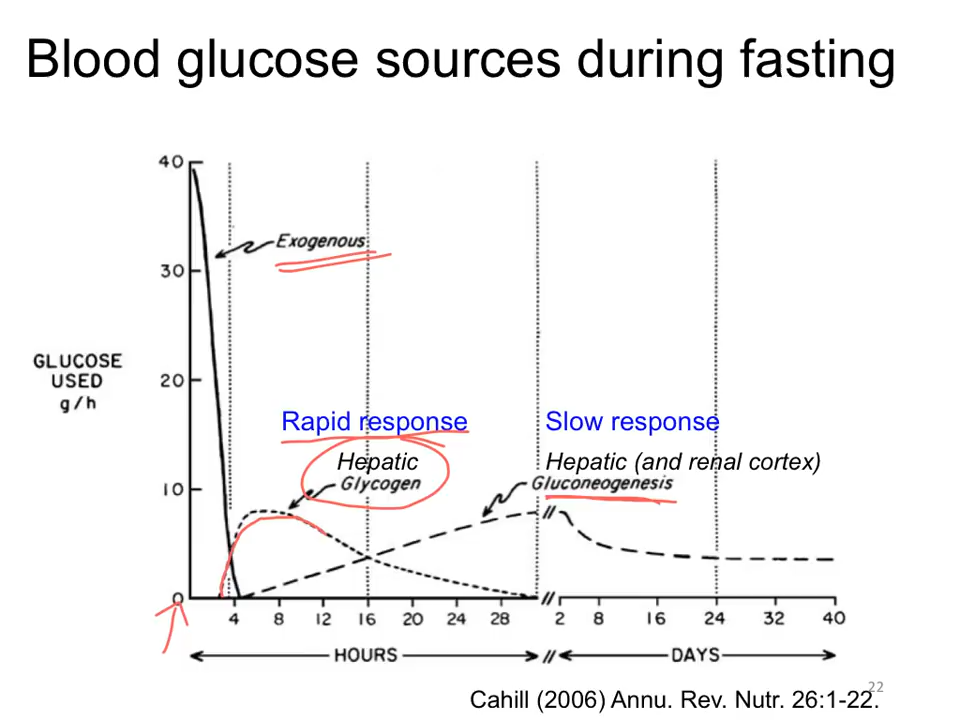 Blood glucose sources during fasting
40
Exogenous
30
GLUCOSE
USED
g/h
20
Rapid response
Slow response
Hepatic
Hepatic (and renal cortex)
Glycogen
Gluconeogenesis
10
//
0
4 8 12 16 20 24 28 // 2 8 16 24 32 40
HOURS // DAYS
22
Cahill (2006) Annu. Rev. Nutr. 26:1-22.